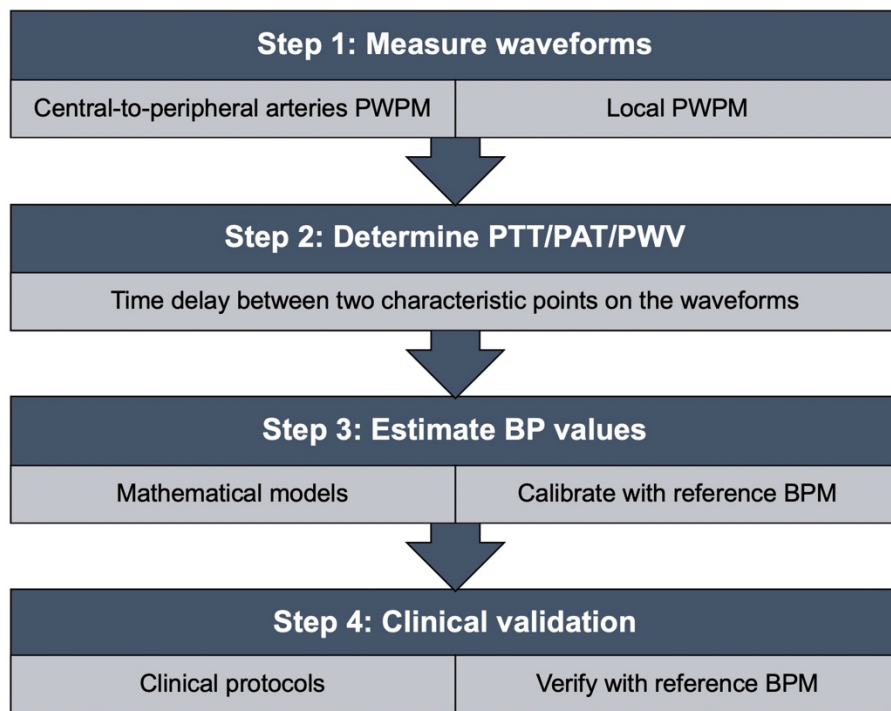 Step 1: Measure waveforms
Central-to-peripheral arteries PWPM
Local PWPM
Step 2: Determine PTT/PAT/PWV
Time delay between two characteristic points on the waveforms
Step 3: Estimate BP values
Mathematical models
Calibrate with reference BPM
Step 4: Clinical validation
Clinical protocols
Verify with reference BPM